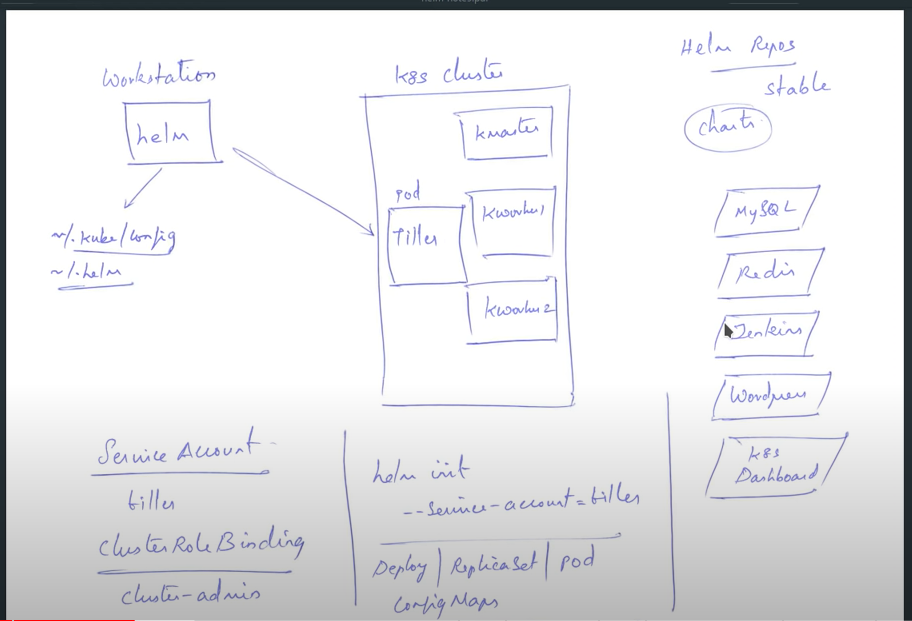 Workstation
helm
~/.kube/config
~/.helm
K8s Cluster
kmaster
pod
Tiller
Kworker1
Kworker2
Helm Repos
stable
Charts
MySQL
Redis
Jenkins
Wordpress
K8s
Dashboard
Service Account
tiller
ClusterRoleBinding
cluster-admin
helm init
--service-account=tiller
Deploy | ReplicaSet | pod
ConfigMaps